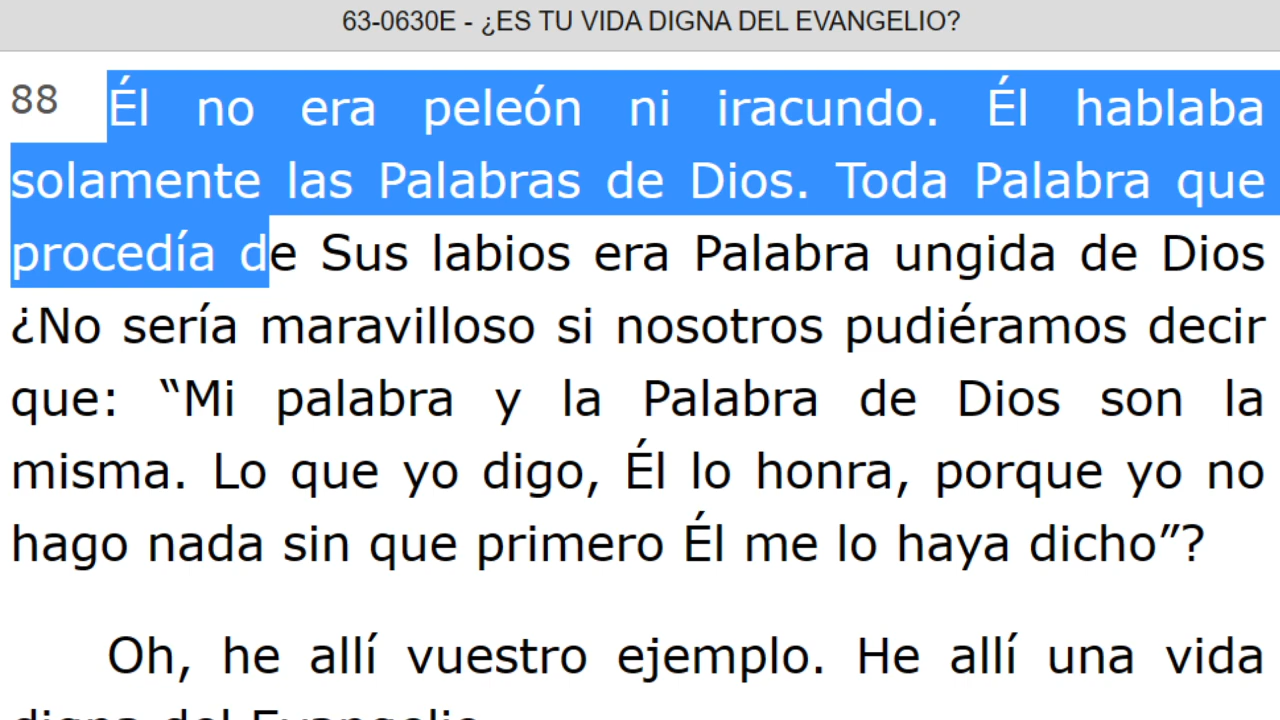 63-0630E - ¿ES TU VIDA DIGNA DEL EVANGELIO?
88 Él no era peleón ni iracundo. Él hablaba
solamente las Palabras de Dios. Toda Palabra que
procedía de Sus labios era Palabra ungida de Dios
¿No sería maravilloso si nosotros pudiéramos decir
que: “Mi palabra y la Palabra de Dios son la
misma. Lo que yo digo, Él lo honra, porque yo no
hago nada sin que primero Él me lo haya dicho”?
Oh, he allí vuestro ejemplo. He allí una vida
digna del Evangelio